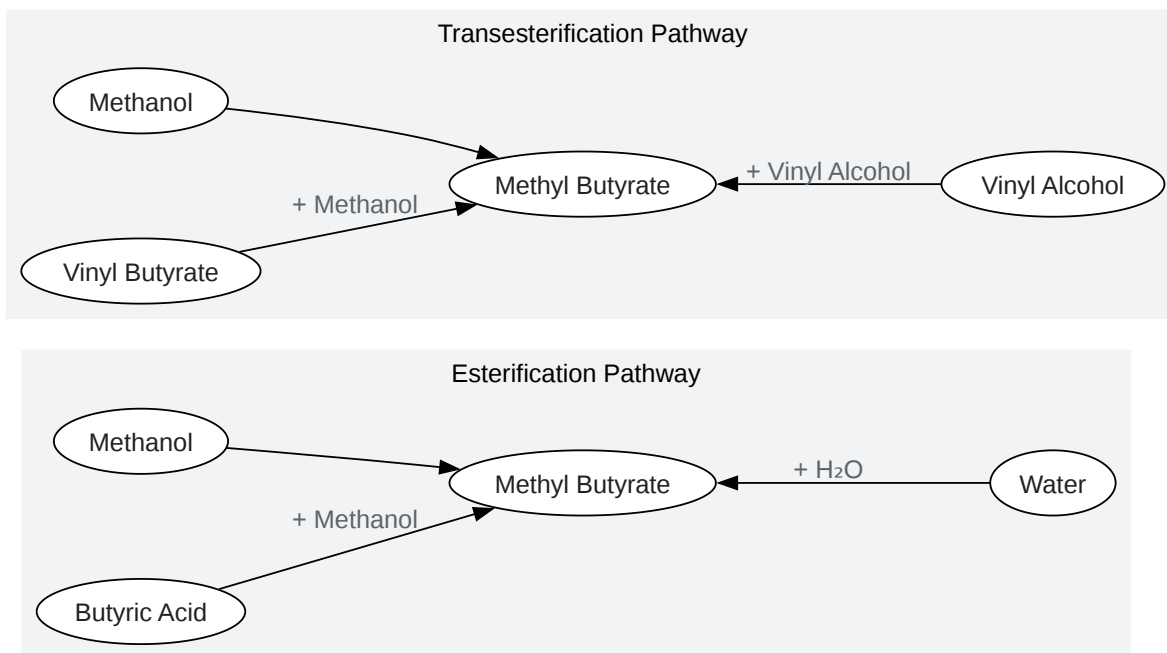 Transesterification Pathway
Methanol
Methyl Butyrate
+ Vinyl Alcohol
Vinyl Alcohol
+ Methanol
Vinyl Butyrate
Esterification Pathway
Methanol
Methyl Butyrate
+ H₂O
Water
+ Methanol
Butyric Acid